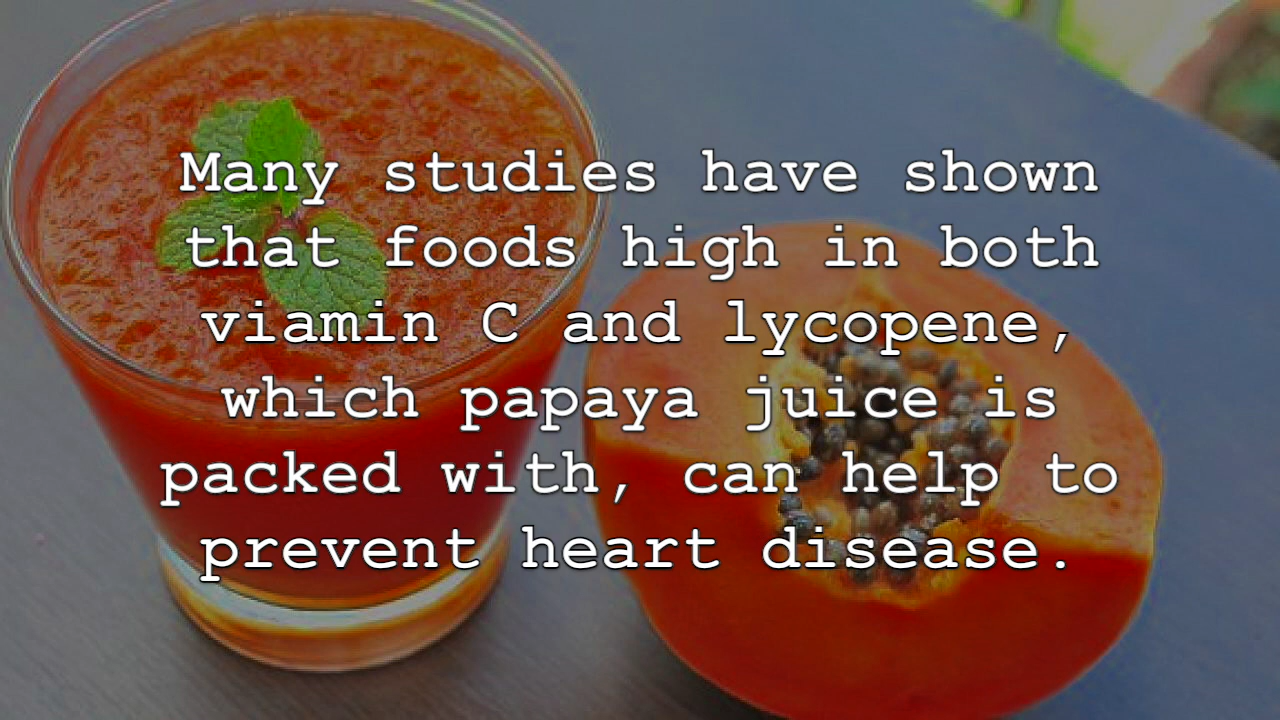 Many studies have shown
that foods high in both
viamin C and lycopene,
which papaya juice is
packed with, can help to
prevent heart disease.